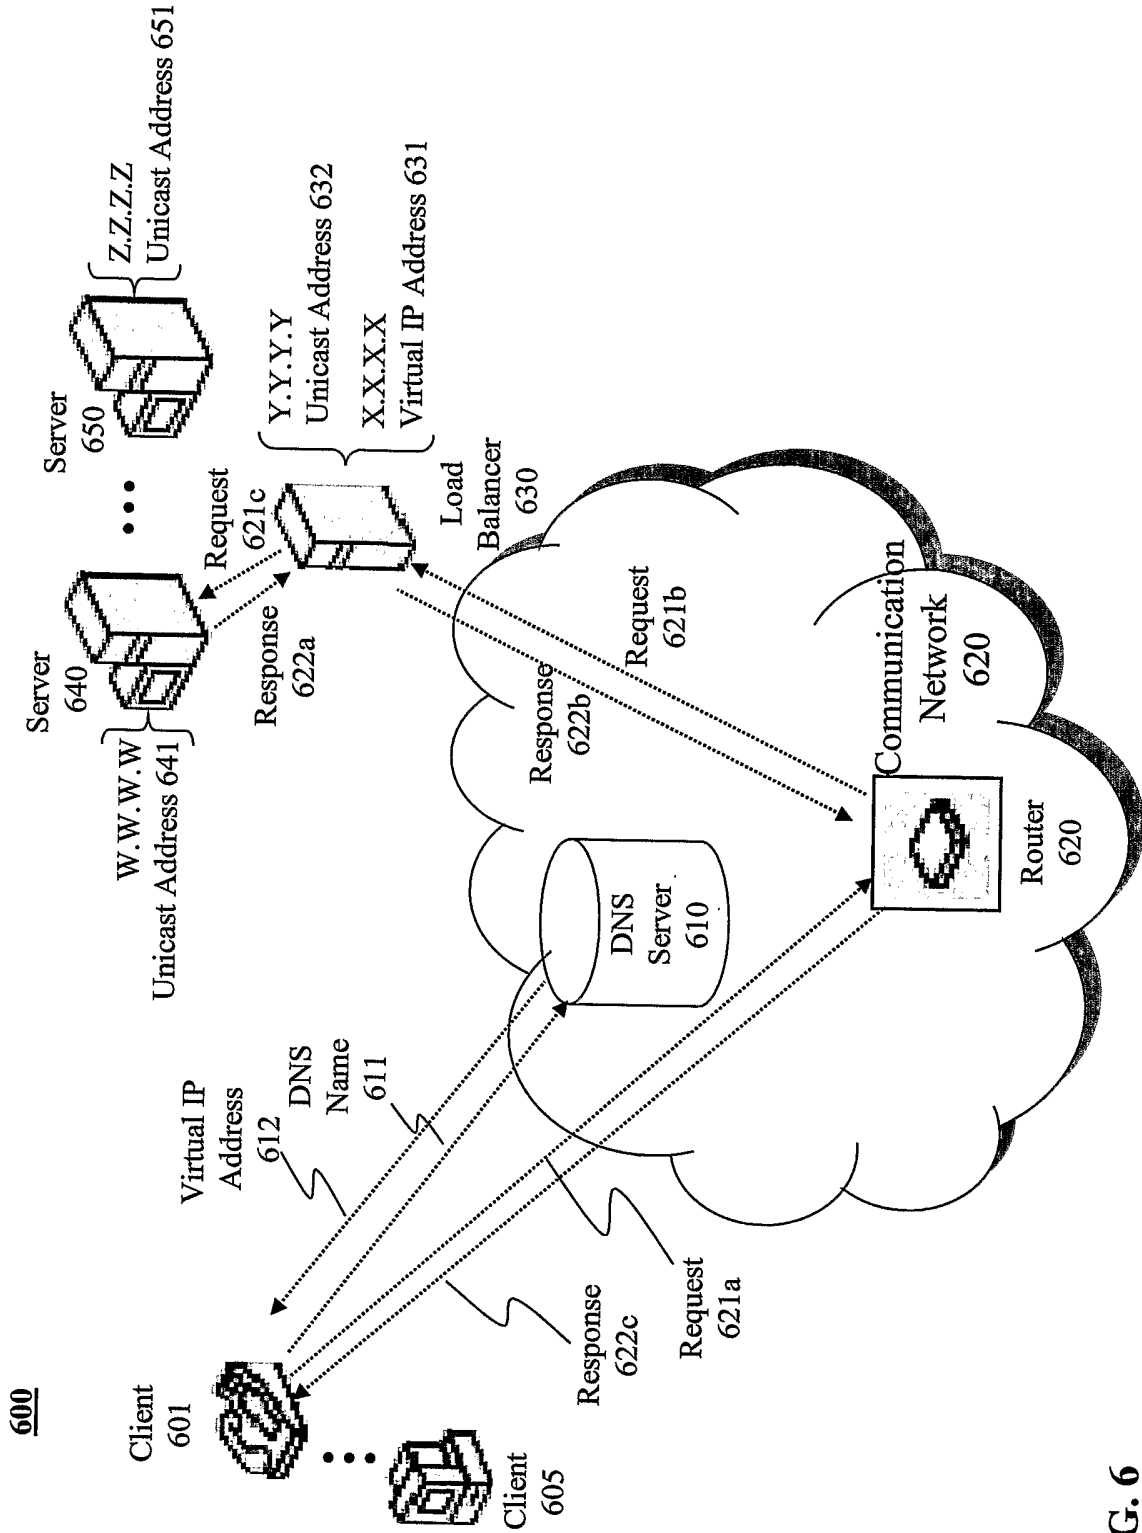 600
Client
601
Client
605
Virtual IP
Address
612
DNS
Name
611
Response
622c
Request
621a
W.W.W.W
Unicast Address 641
Server
640
Server
650
Z.Z.Z.Z
Unicast Address 651
Response
622a
Request
621c
Y.Y.Y.Y
Unicast Address 632
X.X.X.X
Virtual IP Address 631
Load
Balancer
630
DNS
Server
610
Response
622b
Request
621b
Communication
Network
620
Router
620
G. 6